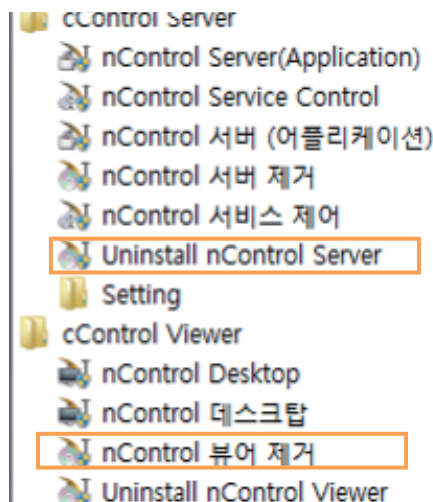 cControl Server
nControl Server(Application)
nControl Service Control
nControl 서버 (어플리케이션)
nControl 서버 제거
nControl 서비스 제어
Uninstall nControl Server
Setting
cControl Viewer
nControl Desktop
nControl 데스크탑
nControl 뷰어 제거
Uninstall nControl Viewer